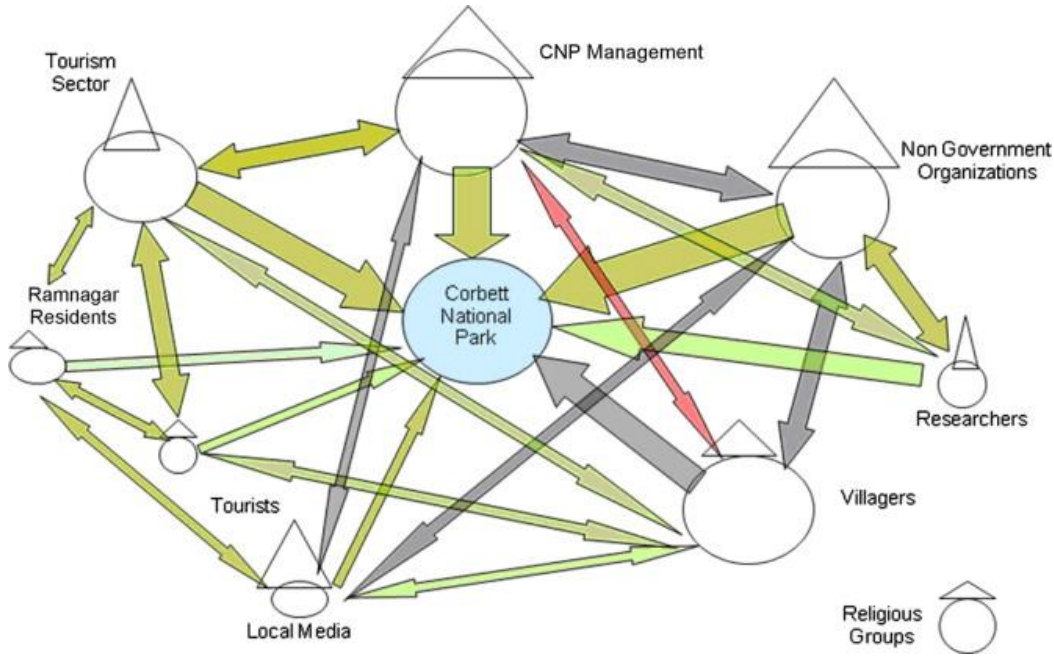 CNP Management
Tourism
Sector
Non Government
Organizations
Ramnagar
Residents
Corbett
National
Park
Researchers
Tourists
Villagers
Local Media
Religious
Groups